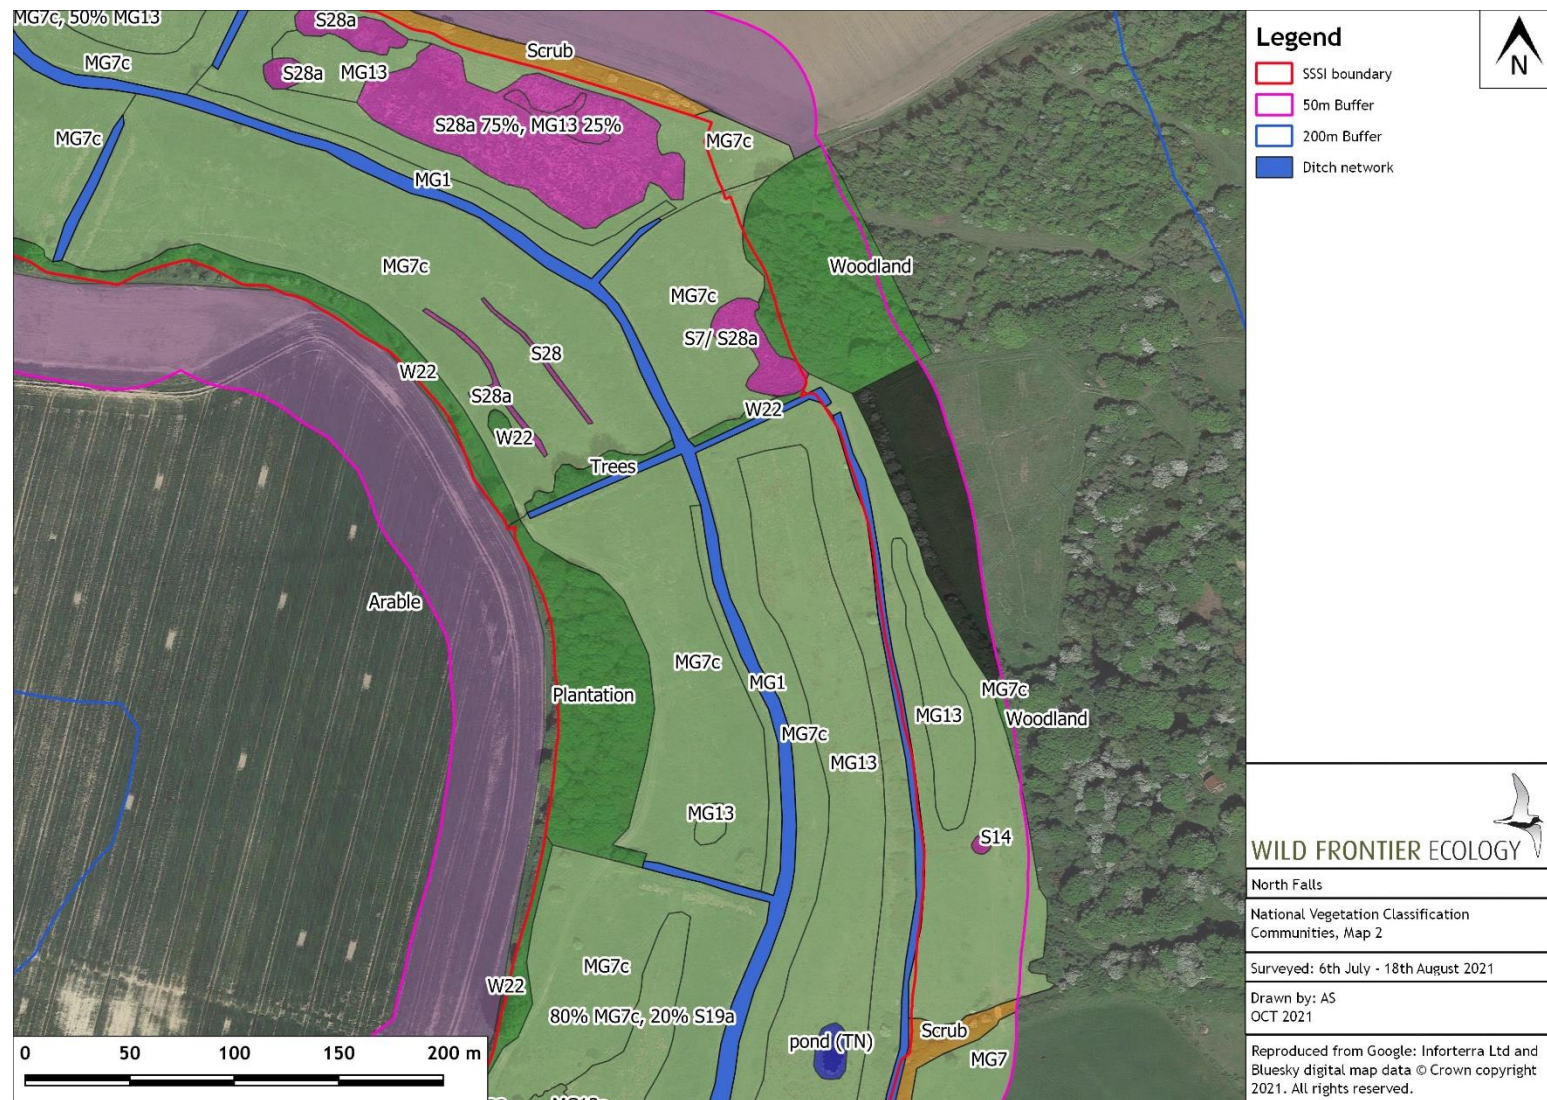 MG7c, 50% MG13
S28a
Scrub
MG7c
S28a
MG13
S28a 75%, MG13 25%
MG7c
MG7c
MG1
MG7c
Woodland
MG7c
S7/ S28a
S28
W22
S28a
W22
W22
Trees
Arable
MG7c
Plantation
MG1
MG7c
MG7c
MG13
Woodland
MG13
MG13
S14
MG7c
W22
80% MG7c, 20% S19a
pond (TN)
Scrub
MG7
0 50 100 150 200 m
Legend
SSSI boundary
50m Buffer
200m Buffer
Ditch network
N
WILD FRONTIER ECOLOGY
North Falls
National Vegetation Classification
Communities, Map 2
Surveyed: 6th July - 18th August 2021
Drawn by: AS
OCT 2021
Reproduced from Google: Inforterra Ltd and
Bluesky digital map data © Crown copyright
2021. All rights reserved.